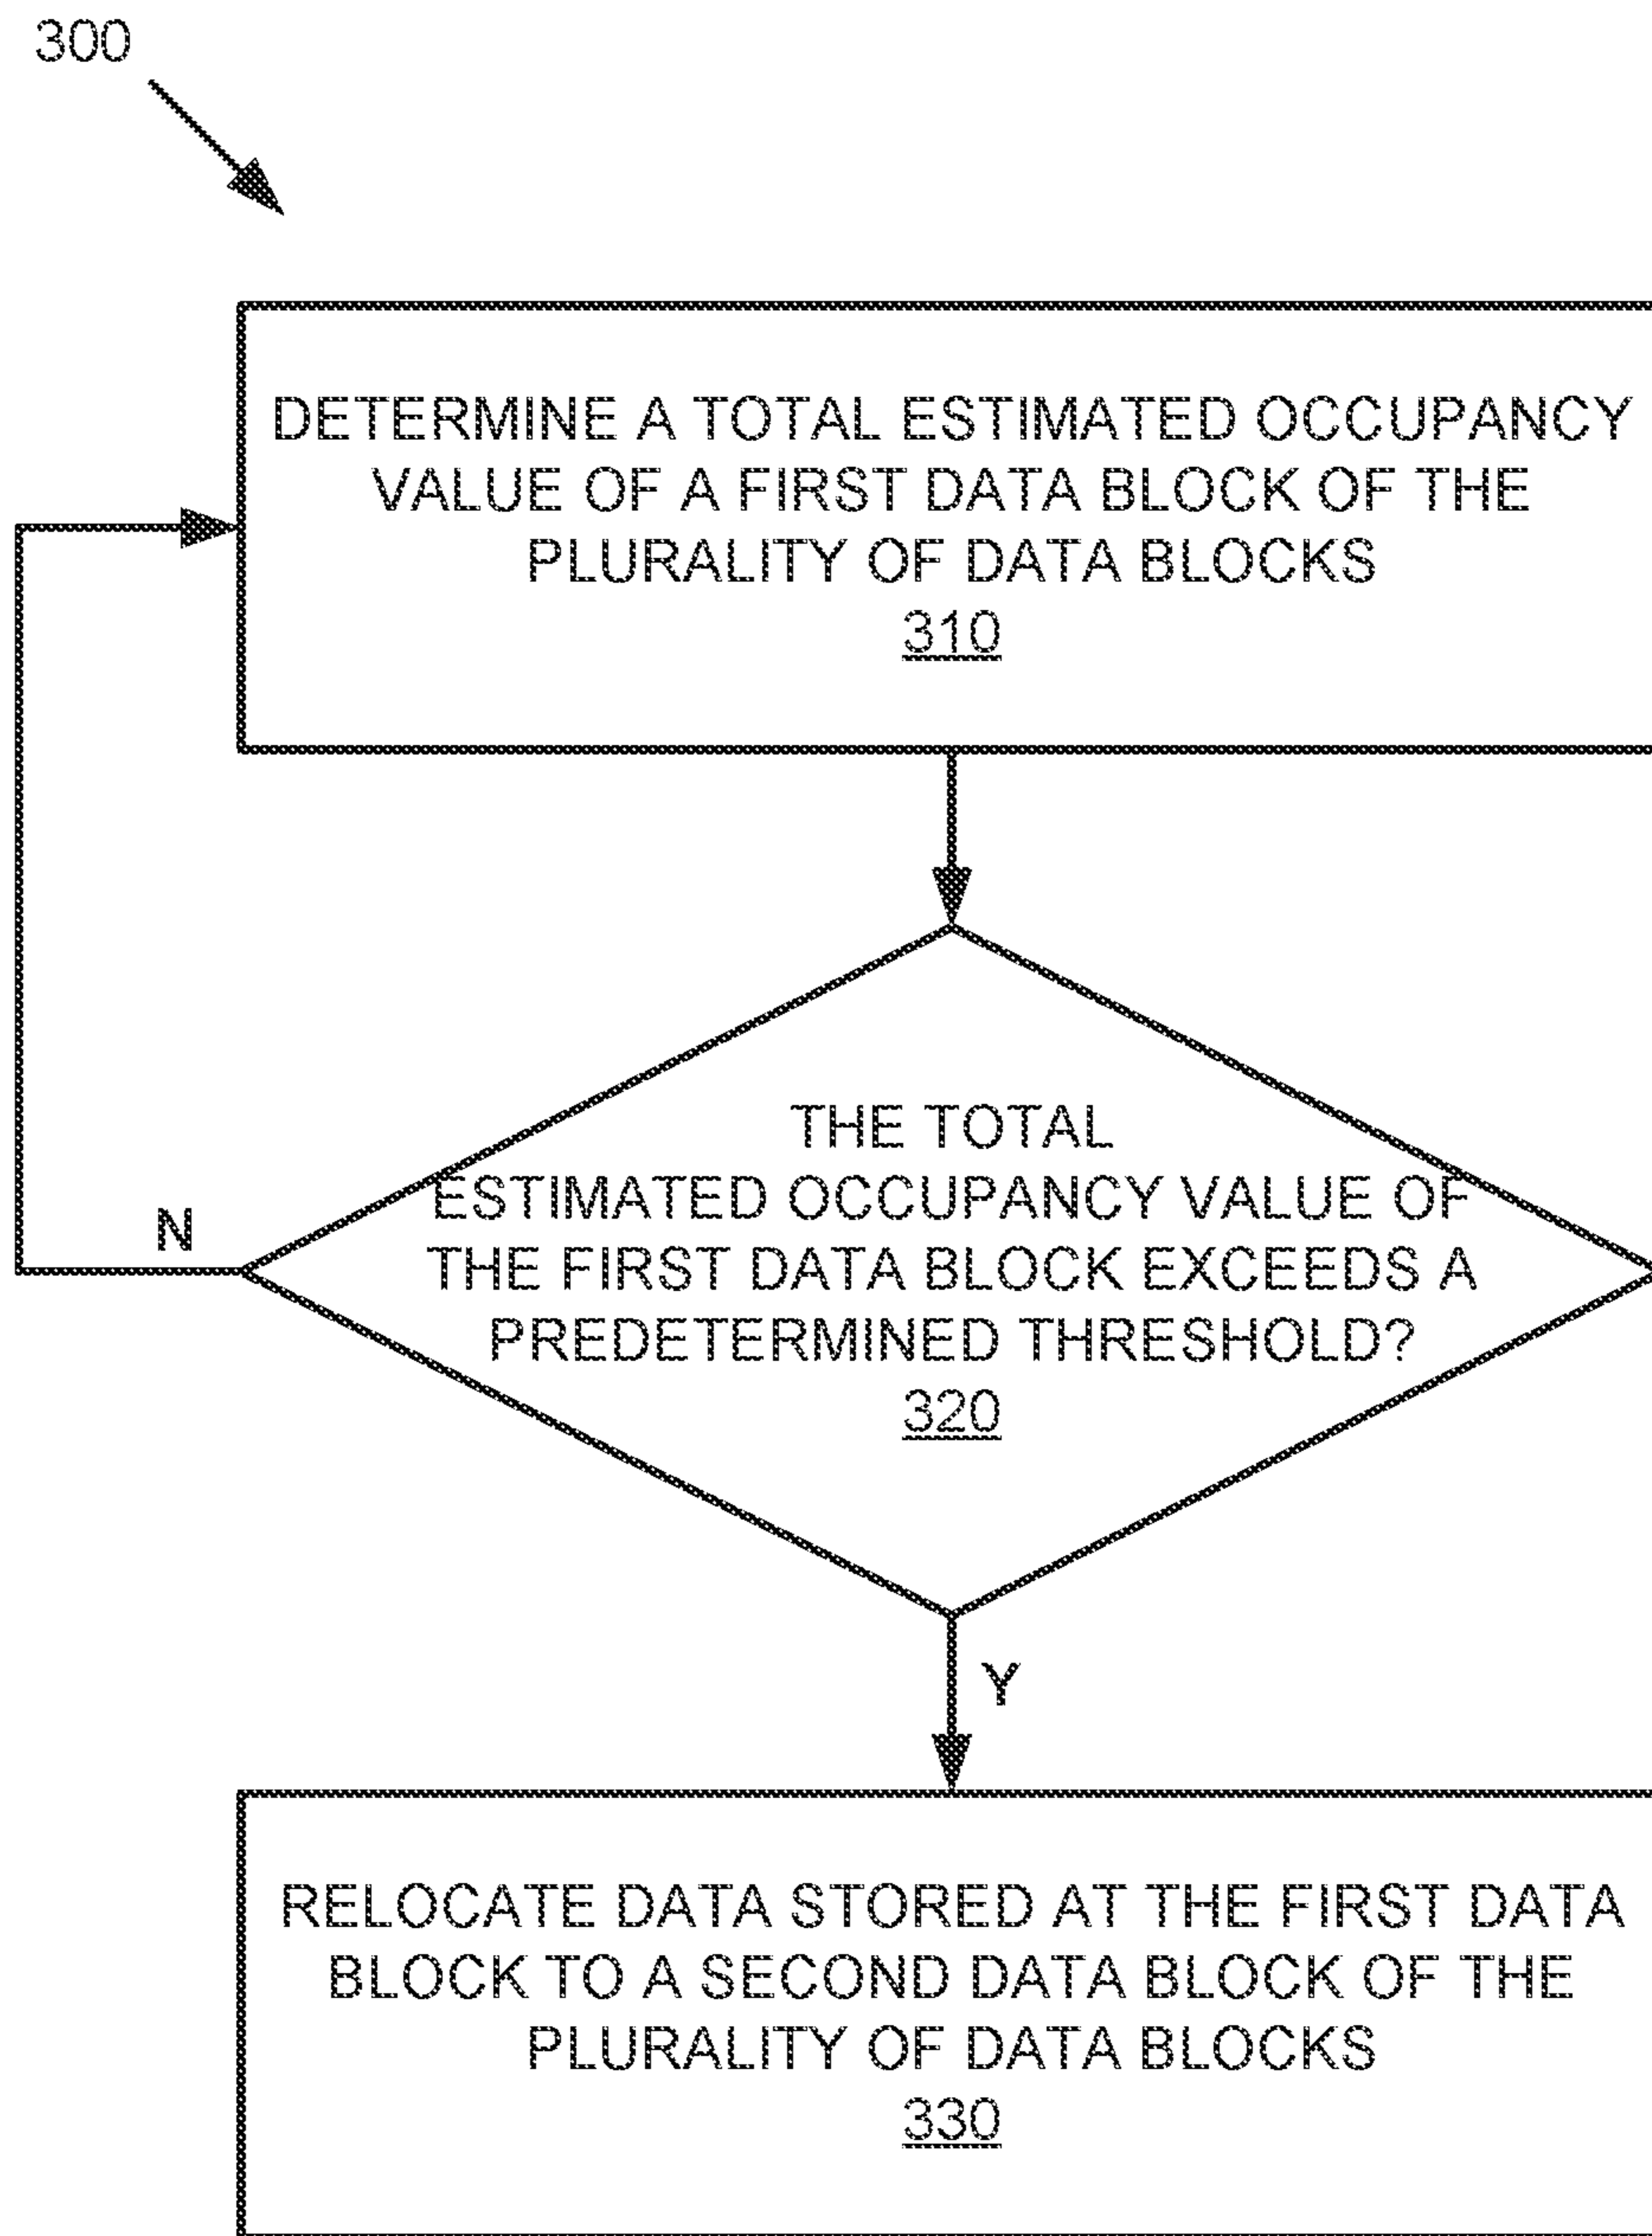 300
DETERMINE A TOTAL ESTIMATED OCCUPANCY
VALUE OF A FIRST DATA BLOCK OF THE
PLURALITY OF DATA BLOCKS
310
THE TOTAL
ESTIMATED OCCUPANCY VALUE OF
THE FIRST DATA BLOCK EXCEEDS A
PREDETERMINED THRESHOLD?
320
N
Y
RELOCATE DATA STORED AT THE FIRST DATA
BLOCK TO A SECOND DATA BLOCK OF THE
PLURALITY OF DATA BLOCKS
330